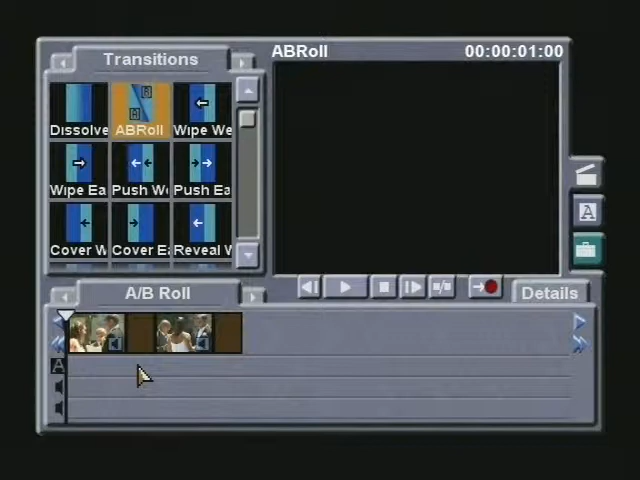 Transitions
ABRoll 00:00:01:00
Dissolve ABRoll Wipe We
Wipe Ea Push We Push Ea
Cover W Cover Ea Reveal W
A/B Roll
Details
A
A